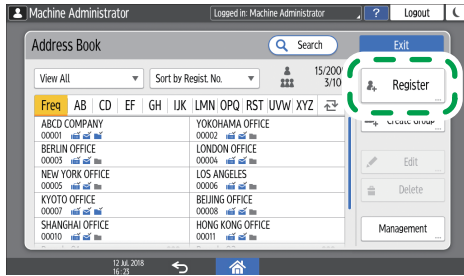 Machine Administrator
Logged in: Machine Administrator
?
Logout
Address Book
Search
Exit
View All
Sort by Regist. No.
15/200
3/10
Register
Freq AB CD EF GH IJK LMN OPQ RST UVW XYZ
Create Group
ABCD COMPANY
00001
YOKOHAMA OFFICE
00002
BERLIN OFFICE
00003
LONDON OFFICE
00004
NEW YORK OFFICE
00005
LOS ANGELES
00006
Edit
KYOTO OFFICE
00007
BEIJING OFFICE
00008
Delete
SHANGHAI OFFICE
00010
HONG KONG OFFICE
00011
Management
12 Jul. 2018
16:23